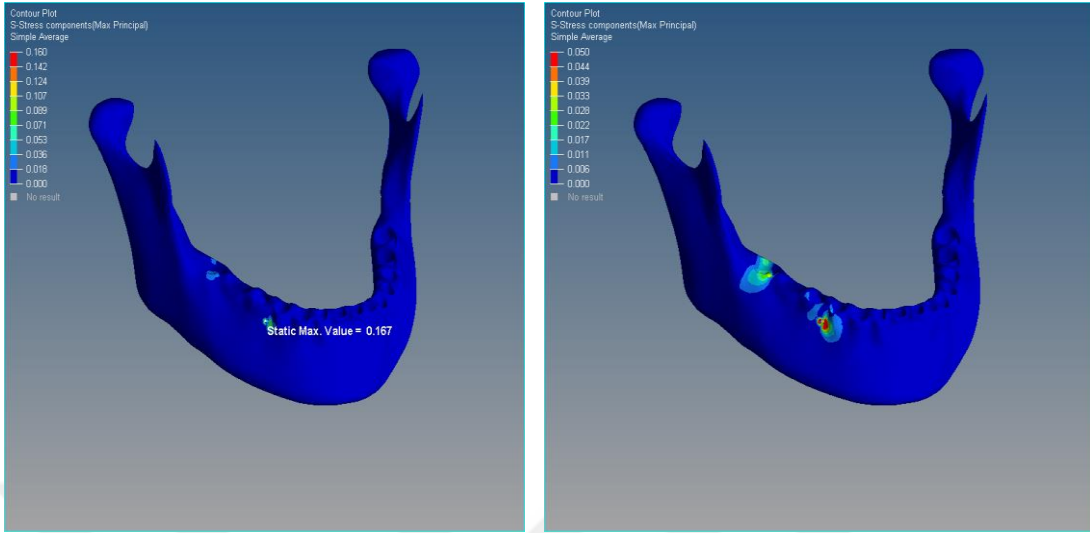 Contour Plot
S-Stress components(Max Principal)
Simple Average
0.160
0.142
0.124
0.107
0.089
0.071
0.053
0.036
0.018
0.000
No result
Static Max. Value = 0.167
Contour Plot
S-Stress components(Max Principal)
Simple Average
0.050
0.044
0.039
0.033
0.028
0.022
0.017
0.011
0.006
0.000
No result